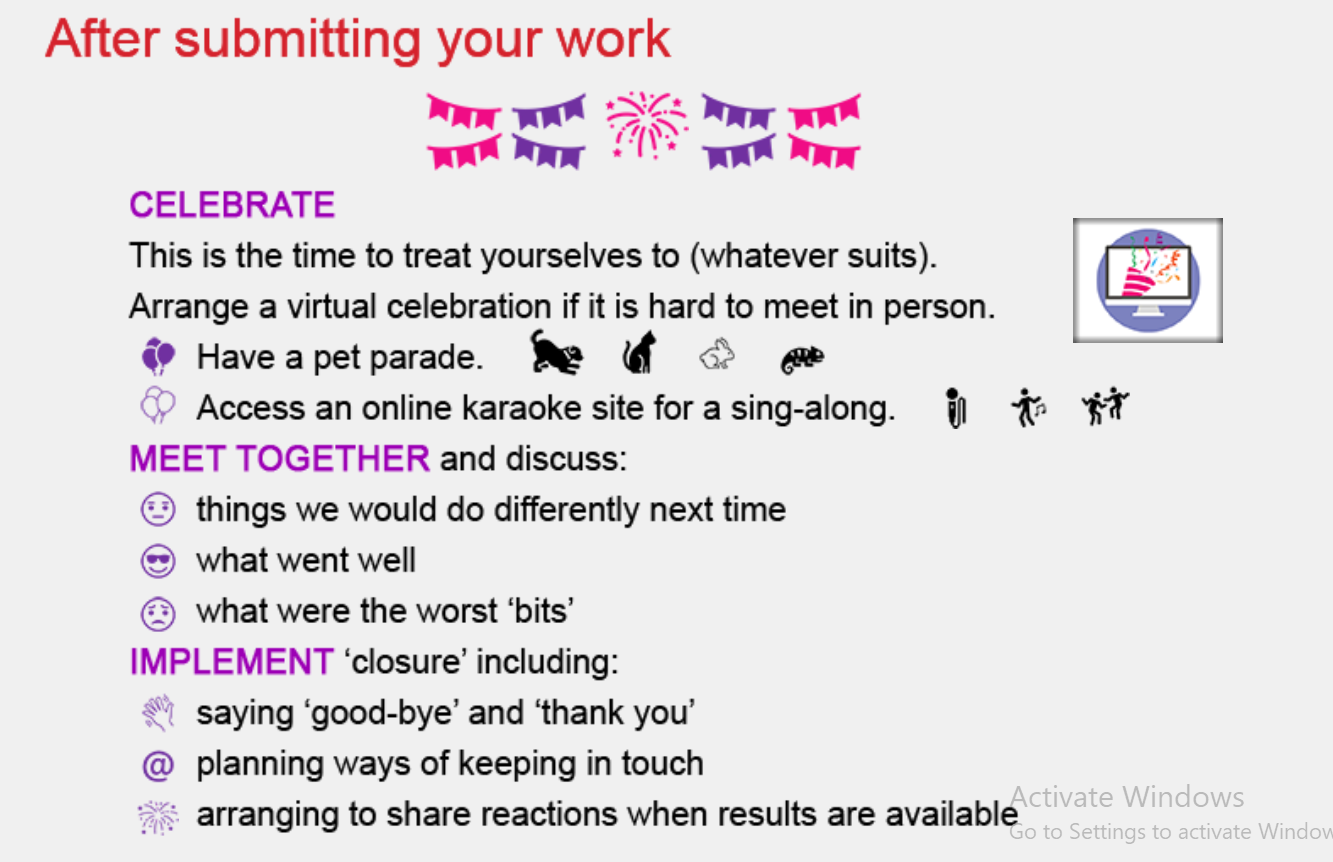 After submitting your work
CELEBRATE
This is the time to treat yourselves to (whatever suits).
Arrange a virtual celebration if it is hard to meet in person.
Have a pet parade.
Access an online karaoke site for a sing-along.
MEET TOGETHER and discuss:
things we would do differently next time
what went well
what were the worst ‘bits’
IMPLEMENT ‘closure’ including:
saying ‘good-bye’ and ‘thank you’
@ planning ways of keeping in touch
arranging to share reactions when results are available
Activate Windows
Go to Settings to activate Window